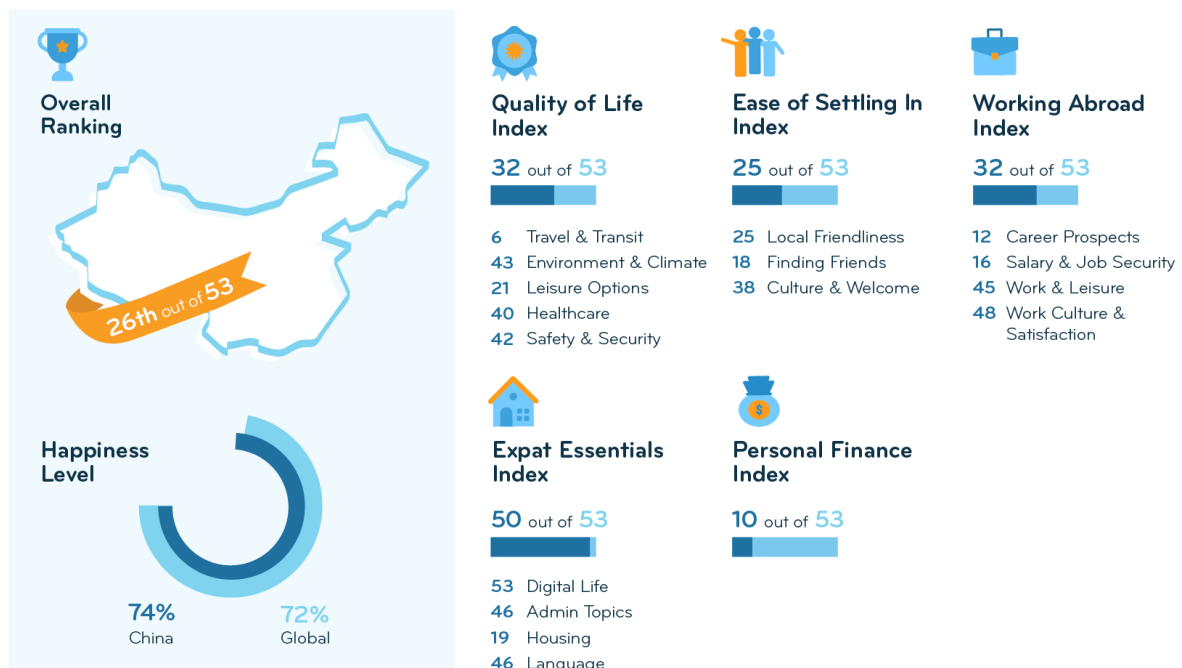 Overall
Ranking
26th out of 53
Happiness
Level
74%
China
72%
Global
Quality of Life
Index
32 out of 53
6 Travel & Transit
43 Environment & Climate
21 Leisure Options
40 Healthcare
42 Safety & Security
Ease of Settling In
Index
25 out of 53
25 Local Friendliness
18 Finding Friends
38 Culture & Welcome
Working Abroad
Index
32 out of 53
12 Career Prospects
16 Salary & Job Security
45 Work & Leisure
48 Work Culture &
Satisfaction
Expat Essentials
Index
50 out of 53
53 Digital Life
46 Admin Topics
19 Housing
46 Language
Personal Finance
Index
$
10 out of 53